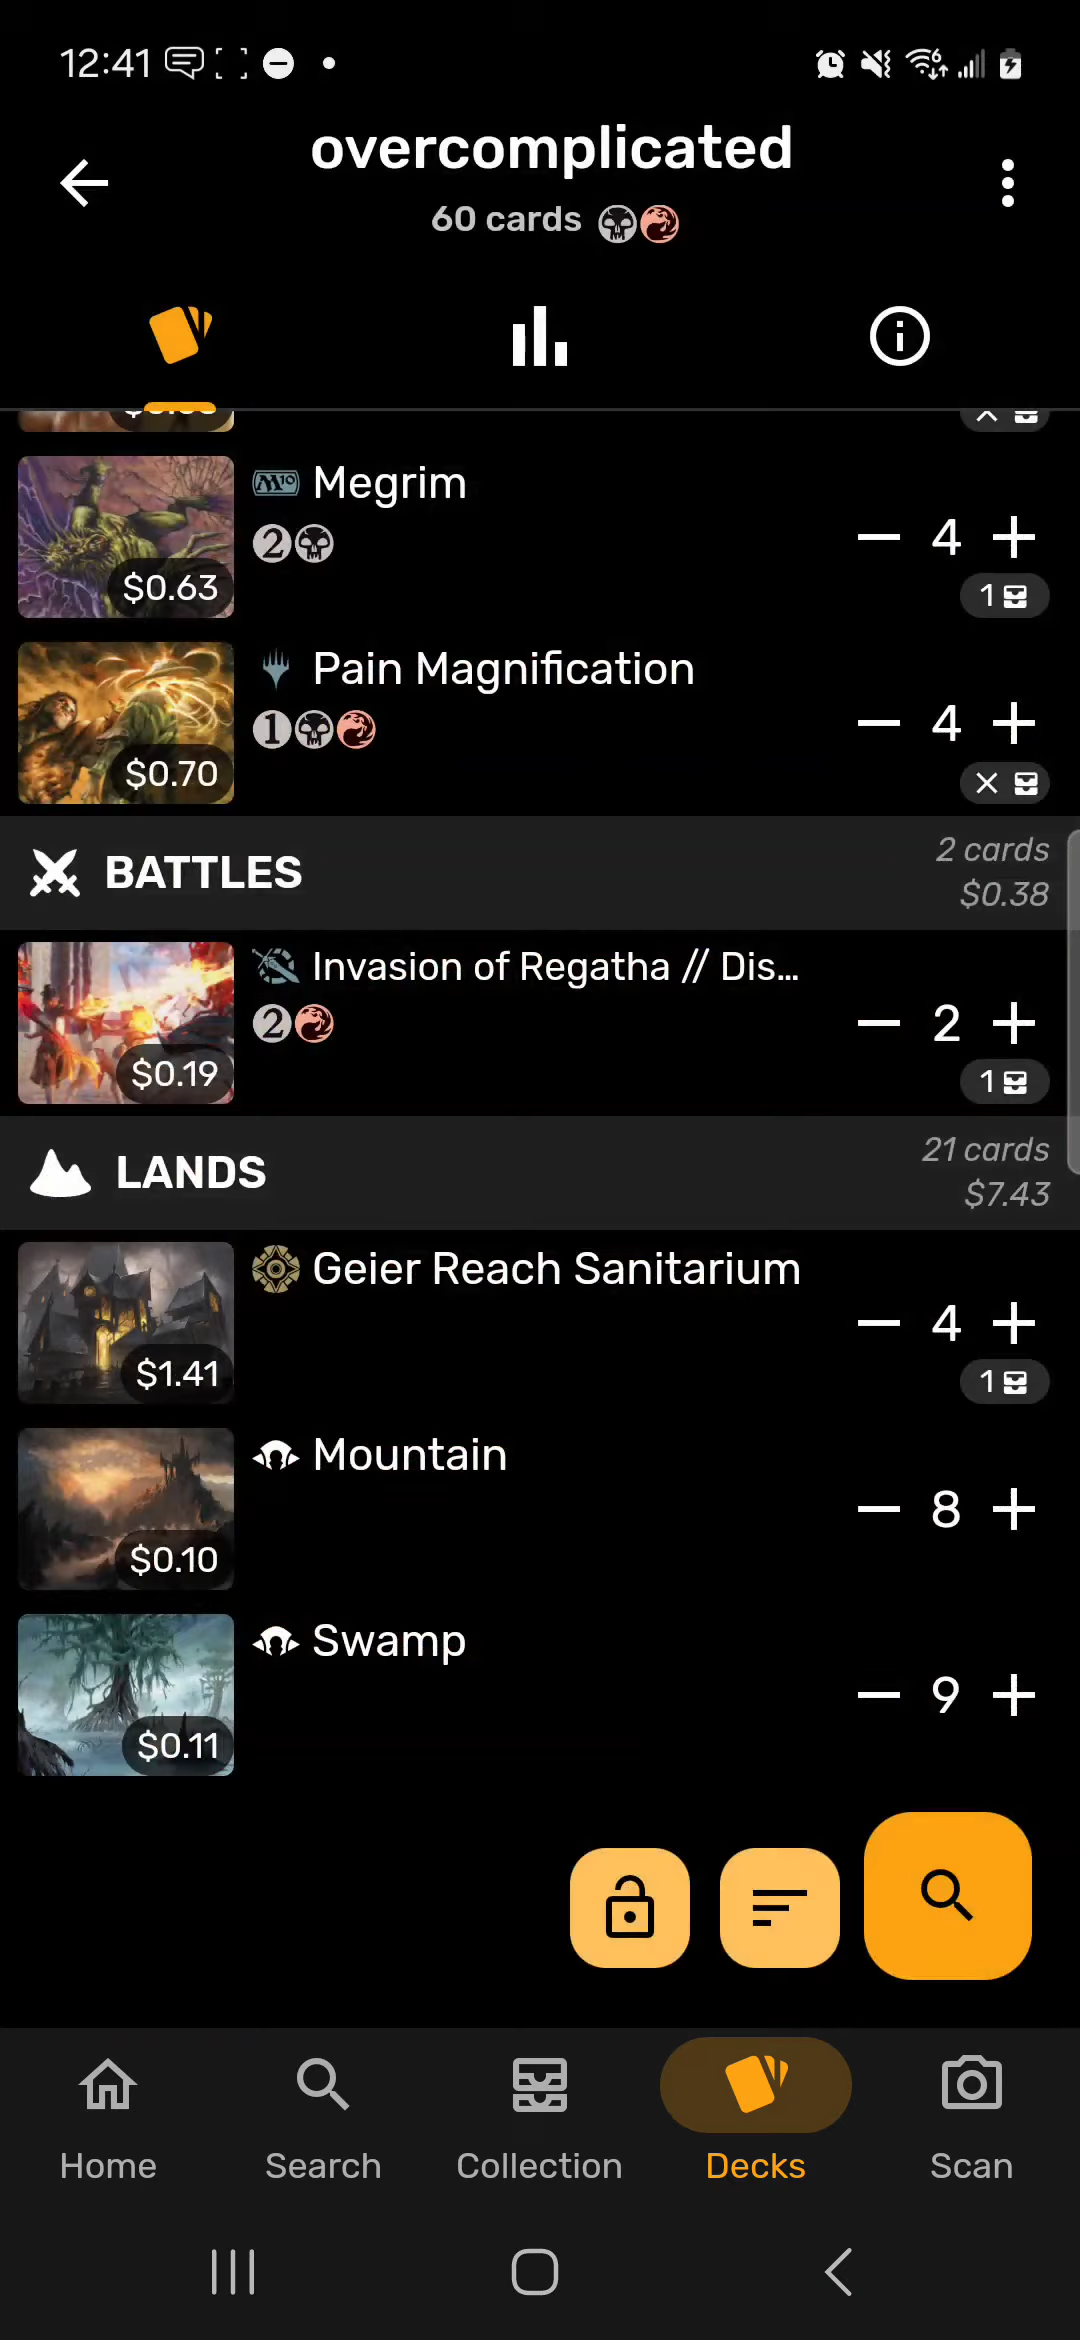 12:41
overcomplicated
60 cards
Megrim
$0.63
4
1
Pain Magnification
$0.70
4
BATTLES
2 cards
$0.38
Invasion of Regatha // Dis...
$0.19
2
1
LANDS
21 cards
$7.43
Geier Reach Sanitarium
$1.41
4
1
Mountain
$0.10
8
Swamp
$0.11
9
Home
Search
Collection
Decks
Scan